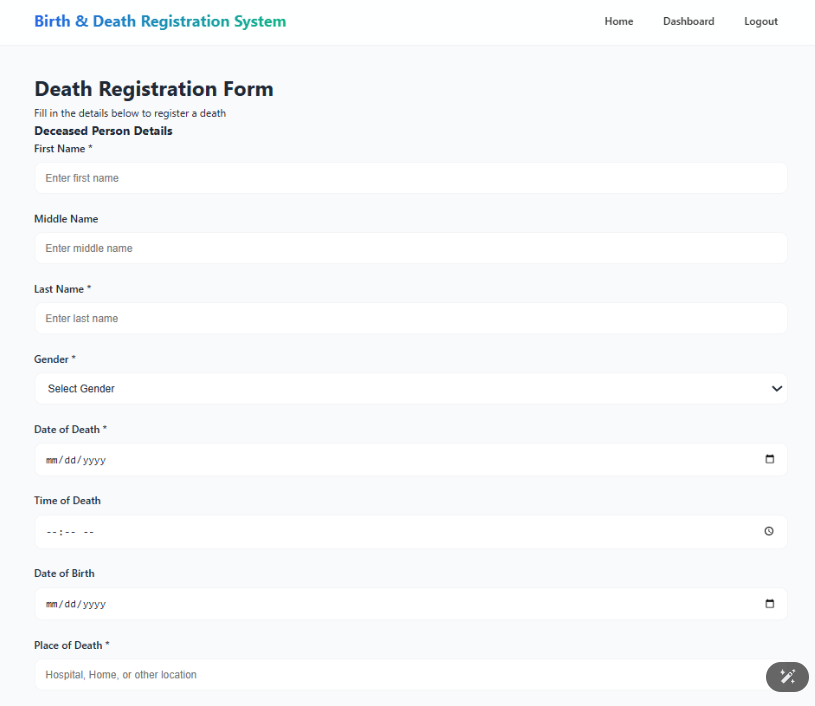 Birth & Death Registration System
Home Dashboard Logout
Death Registration Form
Fill in the details below to register a death
Deceased Person Details
First Name *
Enter first name
Middle Name
Enter middle name
Last Name *
Enter last name
Gender *
Select Gender
Date of Death *
mm/dd/yyyy
Time of Death
--:-- --
Date of Birth
mm/dd/yyyy
Place of Death *
Hospital, Home, or other location